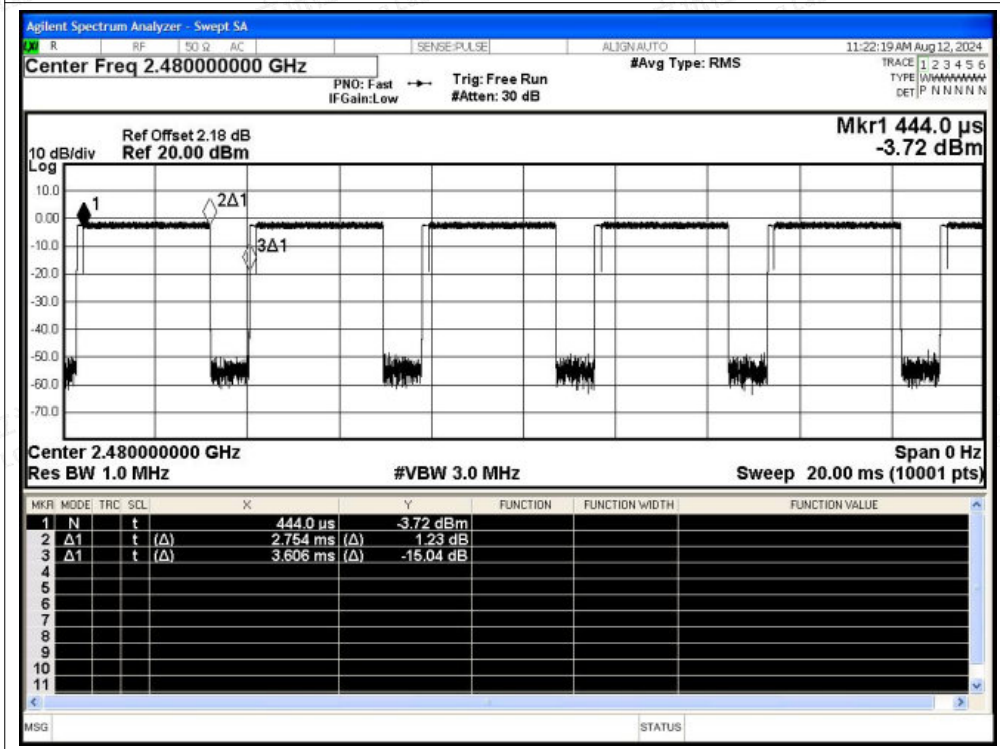 Agilent Spectrum Analyzer - Swept SA
LXI R RF 50 Ω AC SENSE:PULSE ALIGN AUTO 11:22:19 AM Aug 12, 2024
Center Freq 2.480000000 GHz #Avg Type: RMS TRACE 1 2 3 4 5 6
PNO: Fast Trig: Free Run TYPE WWWWWW
IFGain:Low #Atten: 30 dB DET P N N N N N
Mkr1 444.0 µs
Ref Offset 2.18 dB
10 dB/div Ref 20.00 dBm -3.72 dBm
Log
10.0
1 2Δ1
0.00
-10.0
3Δ1
-20.0
-30.0
-40.0
-50.0
-60.0
-70.0
Center 2.480000000 GHz Span 0 Hz
Res BW 1.0 MHz #VBW 3.0 MHz Sweep 20.00 ms (10001 pts)
MKR MODE TRC SCL X Y FUNCTION FUNCTION WIDTH FUNCTION VALUE
1 N t 444.0 µs -3.72 dBm
2 Δ1 t (Δ) 2.754 ms (Δ) 1.23 dB
3 Δ1 t (Δ) 3.606 ms (Δ) -15.04 dB
4
5
6
7
8
9
10
11
MSG STATUS